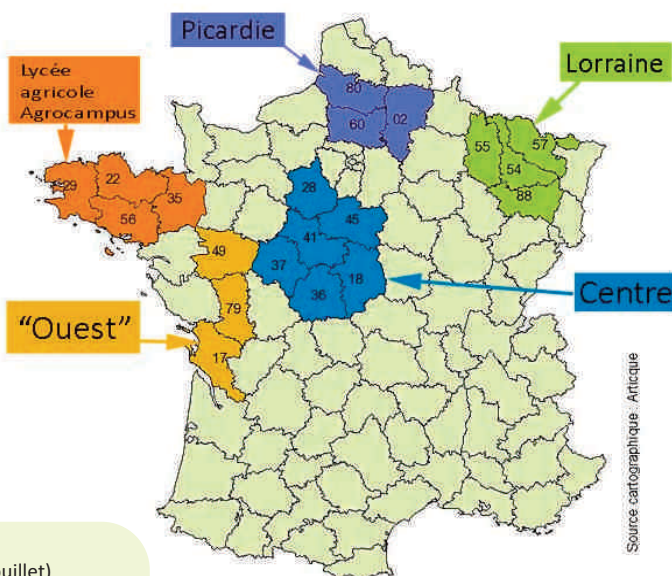 Picardie
Lycée
agricole
Agrocampus
Lorraine
80
60
02
55
57
54
88
29
22
35
56
28
45
41
37
18
36
49
79
17
Centre
“Ouest”
Source cartographique : Articque
uillet)